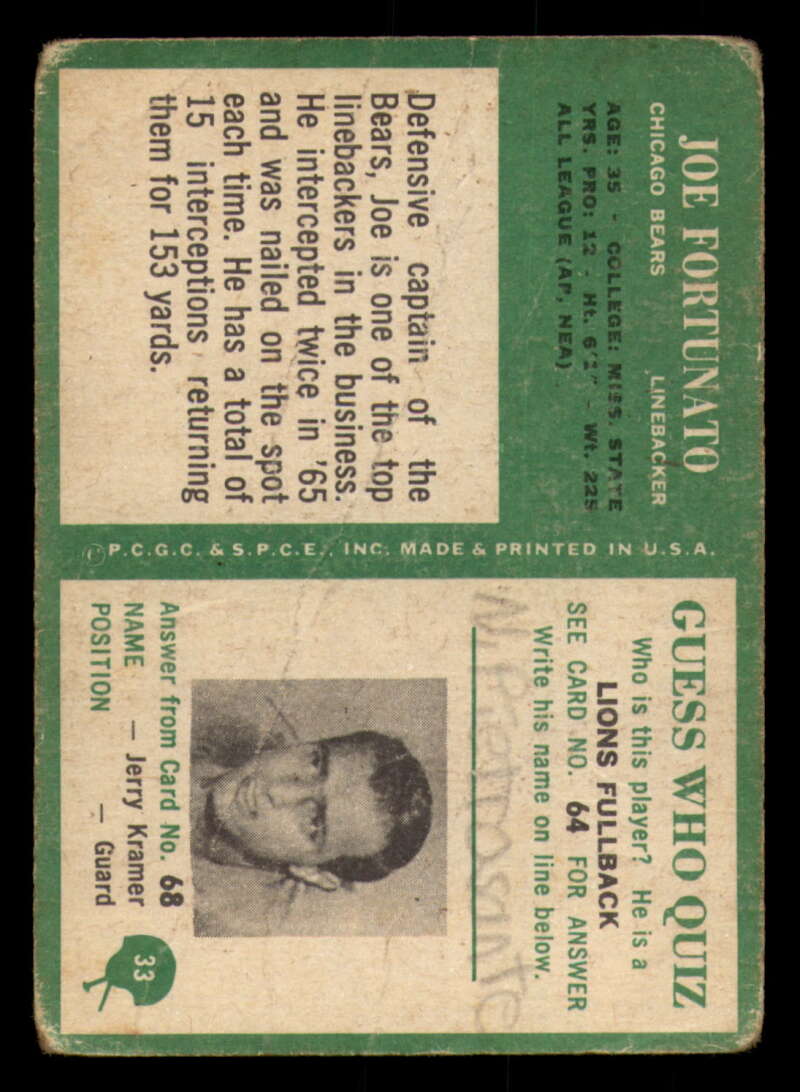 JOE FORTUNATO
CHICAGO BEARS LINEBACKER
AGE: 35 - COLLEGE: MISS. STATE
YRS. PRO: 12 - Ht. 6'1" - Wt. 225
ALL LEAGUE (AP, NEA)
Defensive captain of the
Bears, Joe is one of the top
linebackers in the business.
He intercepted twice in '65
and was nailed on the spot
each time. He has a total of
15 interceptions returning
them for 153 yards.
© P.C.G.C. & S.P.C.E., INC. MADE & PRINTED IN U.S.A.
GUESS WHO QUIZ
Who is this player? He is a
LIONS FULLBACK
SEE CARD NO. 64 FOR ANSWER
Write his name on line below.
N. Pietrosante
Answer from Card No. 68
NAME — Jerry Kramer
POSITION — Guard
33